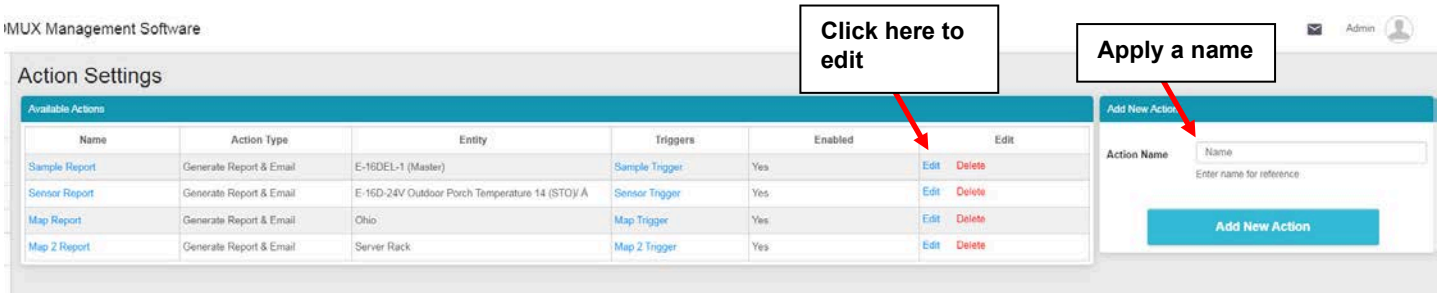 MUX Management Software
Click here to
edit
Apply a name
Admin
Action Settings
Available Actions
Name Action Type Entity Triggers Enabled Edit
Sample Report Generate Report & Email E-16DEL-1 (Master) Sample Trigger Yes Edit Delete
Sensor Report Generate Report & Email E-16D-24V Outdoor Porch Temperature 14 (STO)/ A Sensor Trigger Yes Edit Delete
Map Report Generate Report & Email Ohio Map Trigger Yes Edit Delete
Map 2 Report Generate Report & Email Server Rack Map 2 Trigger Yes Edit Delete
Add New Action
Action Name Name
Enter name for reference
Add New Action